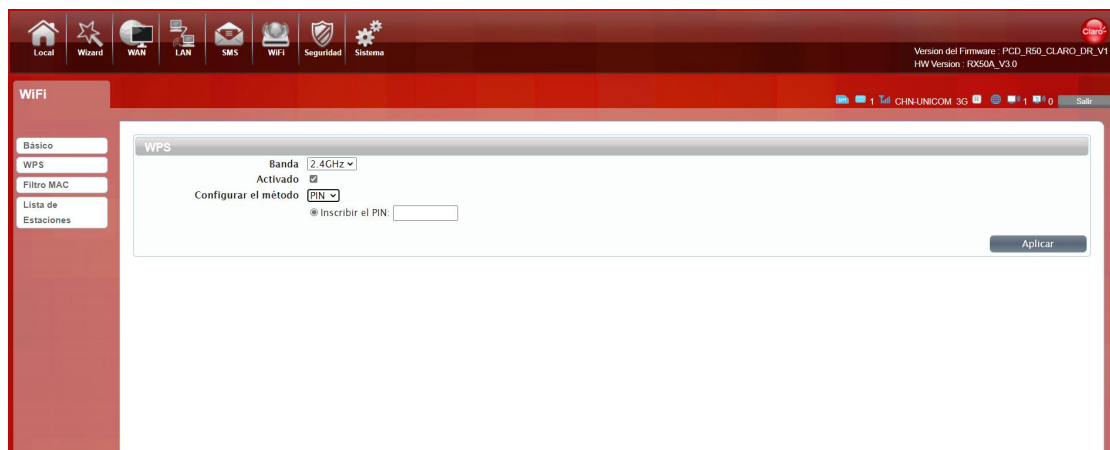 Local Wizard WAN LAN SMS WiFi Seguridad Sistema
Claro-
Version del Firmware : PCD_R50_CLARO_DR_V1
HW Version : RX50A_V3.0
WiFi
1 CHN-UNICOM 3G 1 0 Salir
Básico
WPS
Filtro MAC
Lista de
Estaciones
WPS
Banda 2.4GHz
Activado
Configurar el método PIN
Inscribir el PIN:
Aplicar